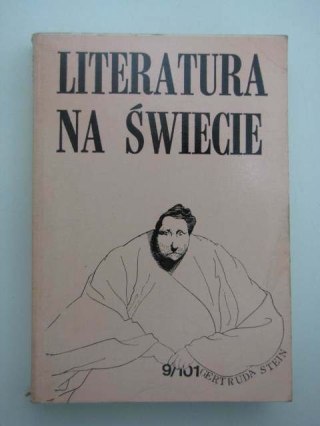 LITERATURA
NA ŚWIECIE
9/101
GERTRUDA STEIN